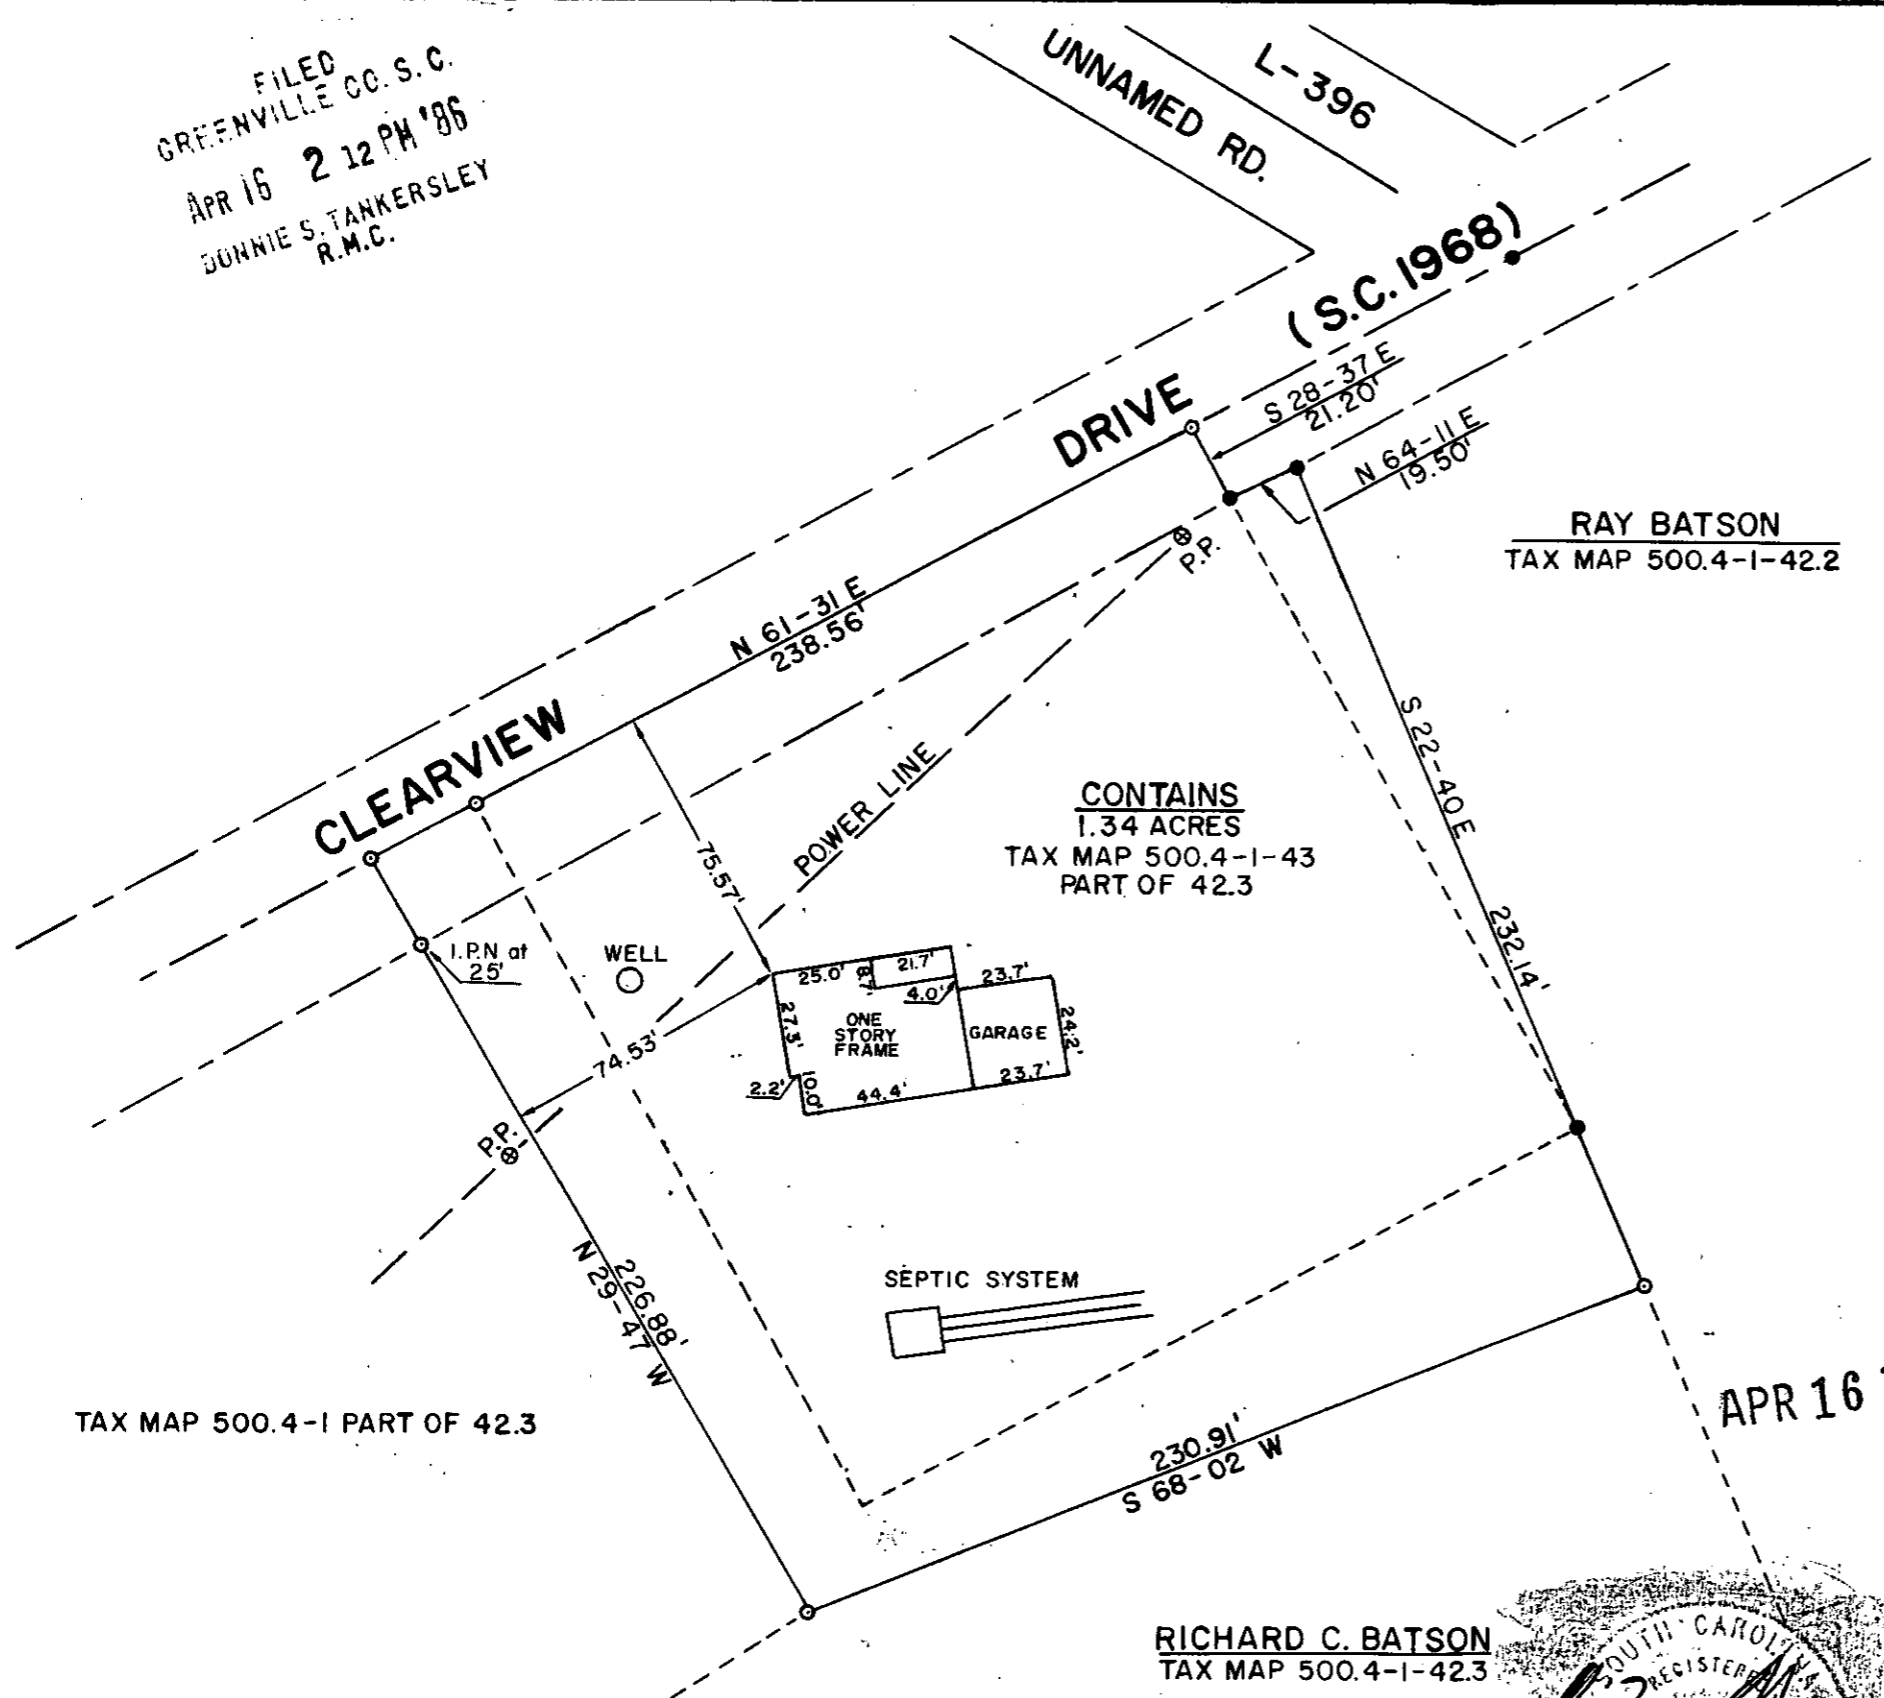 FILED
GREENVILLE CO. S. C.
APR 16 2 12 PM '86
DONNIE S. TANKERSLEY
R.M.C.
UNNAMED RD.
L-396
CLEARVIEW DRIVE (S.C. 1968)
S 28-37 E
21.20'
N 64-11 E
19.50'
RAY BATSON
TAX MAP 500.4-1-42.2
P.P.
N 61-31 E
238.56'
S 22-40 E 232.14'
POWER LINE
75.57'
CONTAINS
1.34 ACRES
TAX MAP 500.4-1-43
PART OF 42.3
I.P.N at
25'
WELL
25.0'
8.7'
21.7'
4.0'
23.7'
27.3'
ONE
STORY
FRAME
GARAGE
24.2'
74.53'
2.2'
10.0'
44.4'
23.7'
P.P.
226.88'
N 29-47 W
SEPTIC SYSTEM
TAX MAP 500.4-1 PART OF 42.3
APR 16
230.91'
S 68-02 W
RICHARD C. BATSON
TAX MAP 500.4-1-42.3
SOUTH CAROLINA
REGISTERED